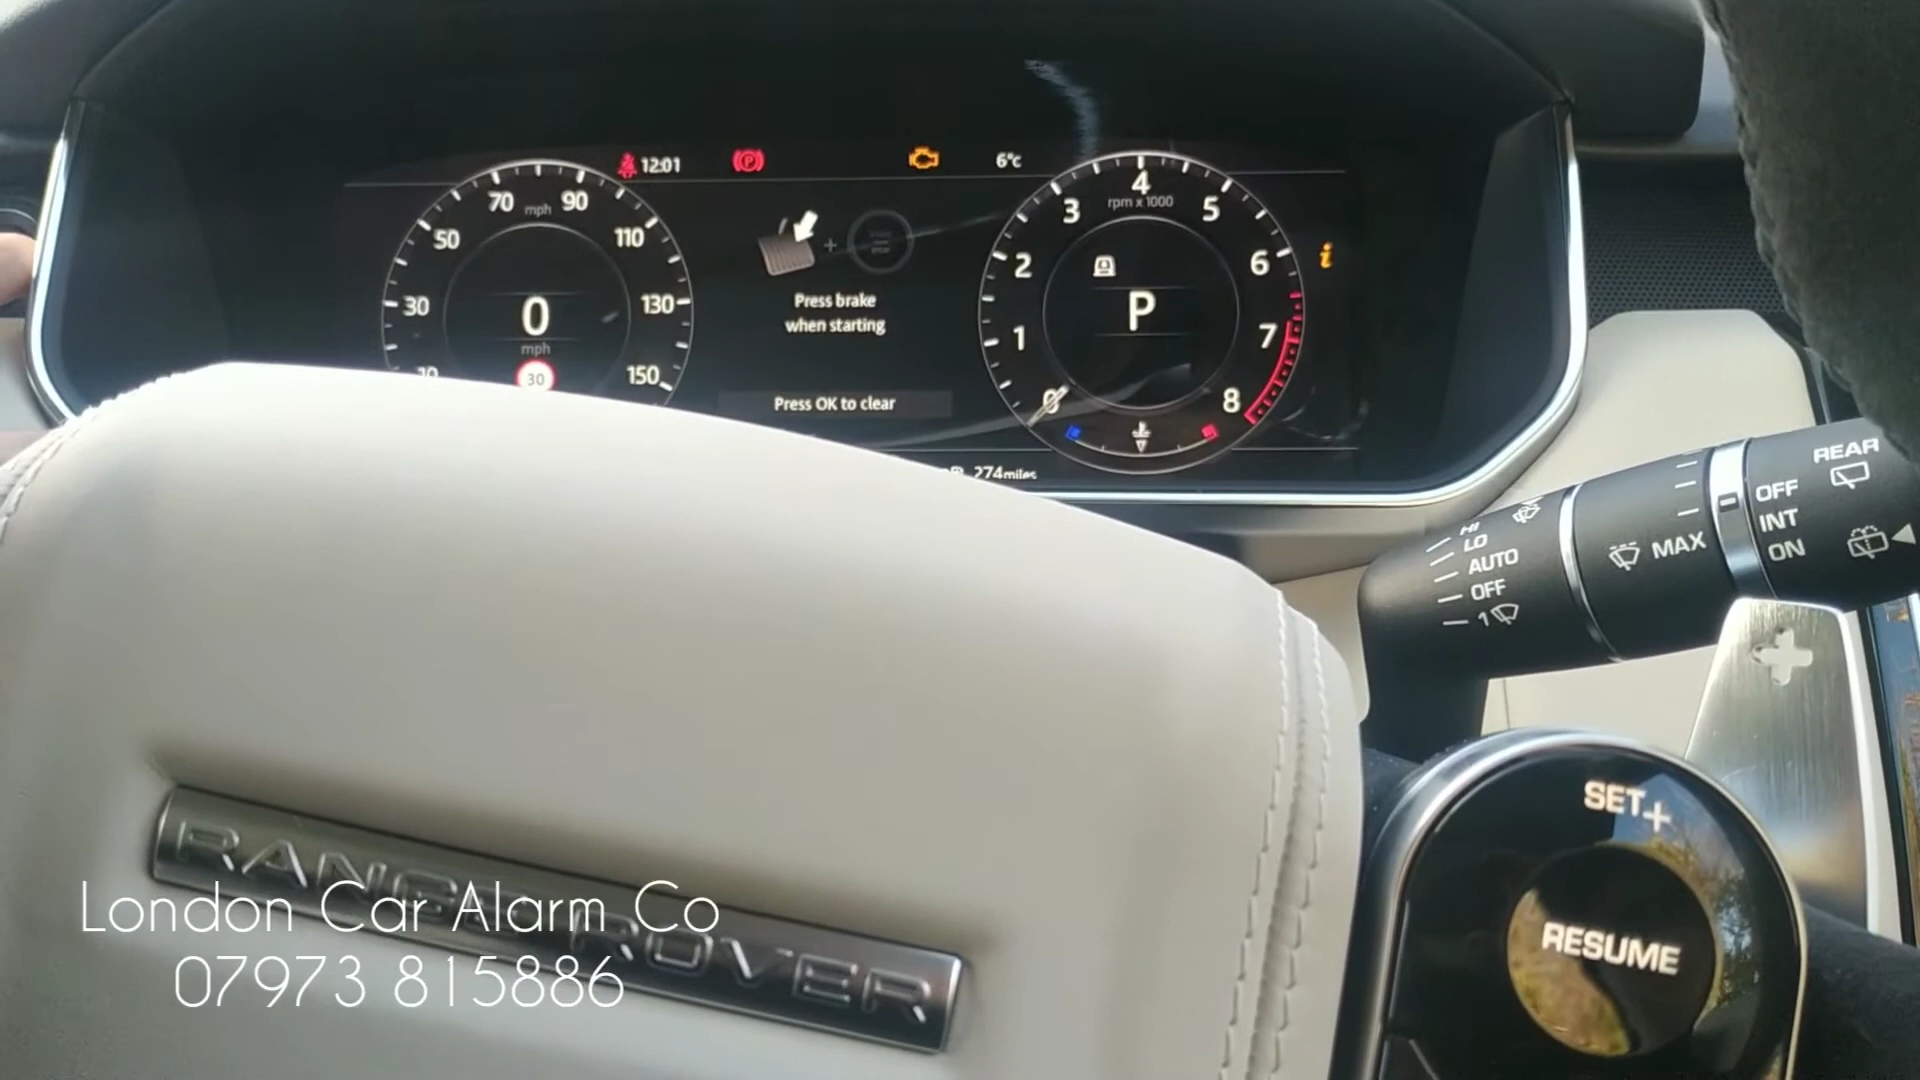 12:01
6°c
70 mph 90
50
110
30
130
0
mph
30
150
Press brake
when starting
Press OK to clear
4
rpm x 1000
3
5
2
6
P
1
7
0
8
274miles
i
REAR
OFF
INT
ON
MAX
HI
LO
AUTO
OFF
1
SET+
RESUME
RANGE ROVER
London Car Alarm Co
07973 815886